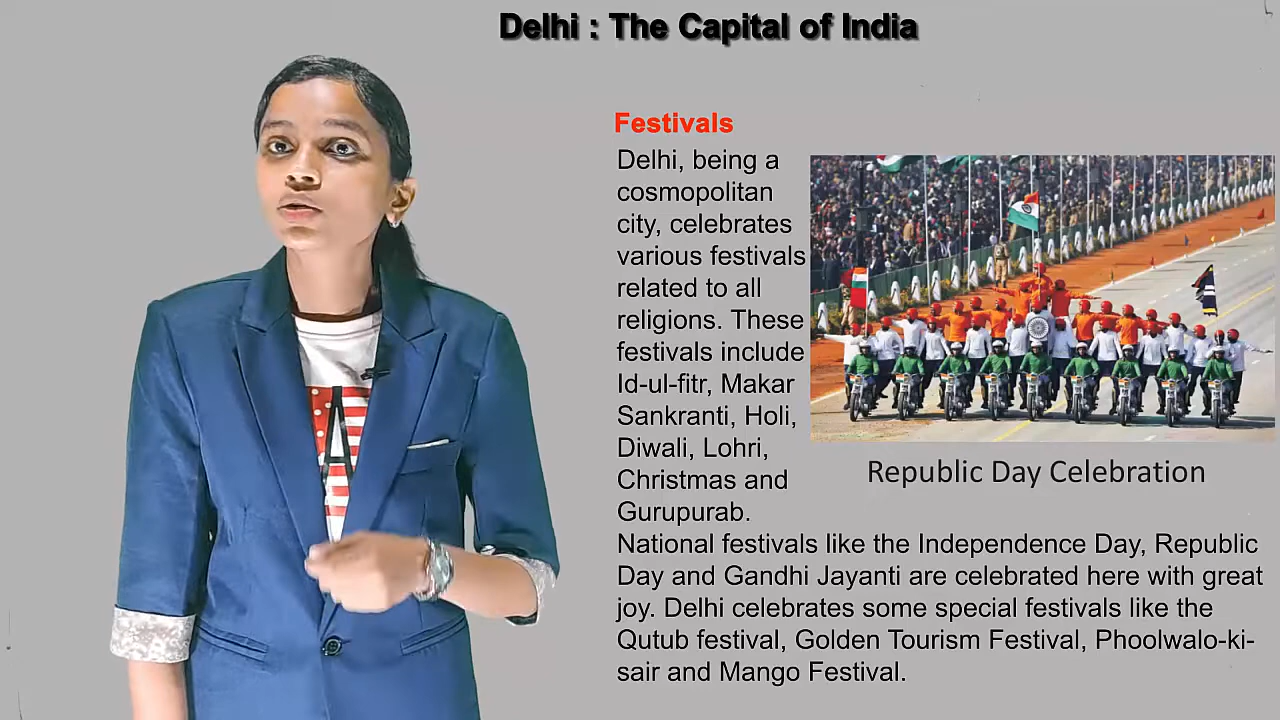 Delhi : The Capital of India
Festivals
Delhi, being a
cosmopolitan
city, celebrates
various festivals
related to all
religions. These
festivals include
Id-ul-fitr, Makar
Sankranti, Holi,
Diwali, Lohri,
Christmas and
Gurupurab.
National festivals like the Independence Day, Republic
Day and Gandhi Jayanti are celebrated here with great
joy. Delhi celebrates some special festivals like the
Qutub festival, Golden Tourism Festival, Phoolwalo-ki-
sair and Mango Festival.
Republic Day Celebration